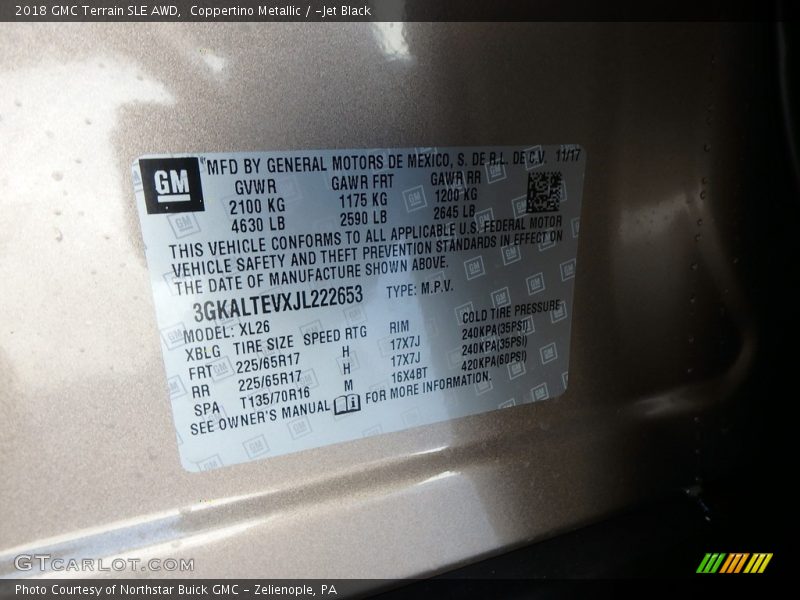 2018 GMC Terrain SLE AWD,  Coppertino Metallic / -Jet Black
GM
MFD BY GENERAL MOTORS DE MEXICO, S. DE R.L. DE C.V. 11/17
GVWR GAWR FRT GAWR RR
2100 KG 1175 KG 1200 KG
4630 LB 2590 LB 2645 LB
THIS VEHICLE CONFORMS TO ALL APPLICABLE U.S. FEDERAL MOTOR
VEHICLE SAFETY AND THEFT PREVENTION STANDARDS IN EFFECT ON
THE DATE OF MANUFACTURE SHOWN ABOVE.
3GKALTEVXJL222653 TYPE: M.P.V.
MODEL: XL26
XBLG TIRE SIZE SPEED RTG RIM COLD TIRE PRESSURE
FRT 225/65R17 H 17X7J 240KPA(35PSI)
RR 225/65R17 H 17X7J 240KPA(35PSI)
SPA T135/70R16 M 16X4BT 420KPA(60PSI)
SEE OWNER'S MANUAL FOR MORE INFORMATION.
GTCARLOT.COM
Photo Courtesy of Northstar Buick GMC - Zelienople, PA